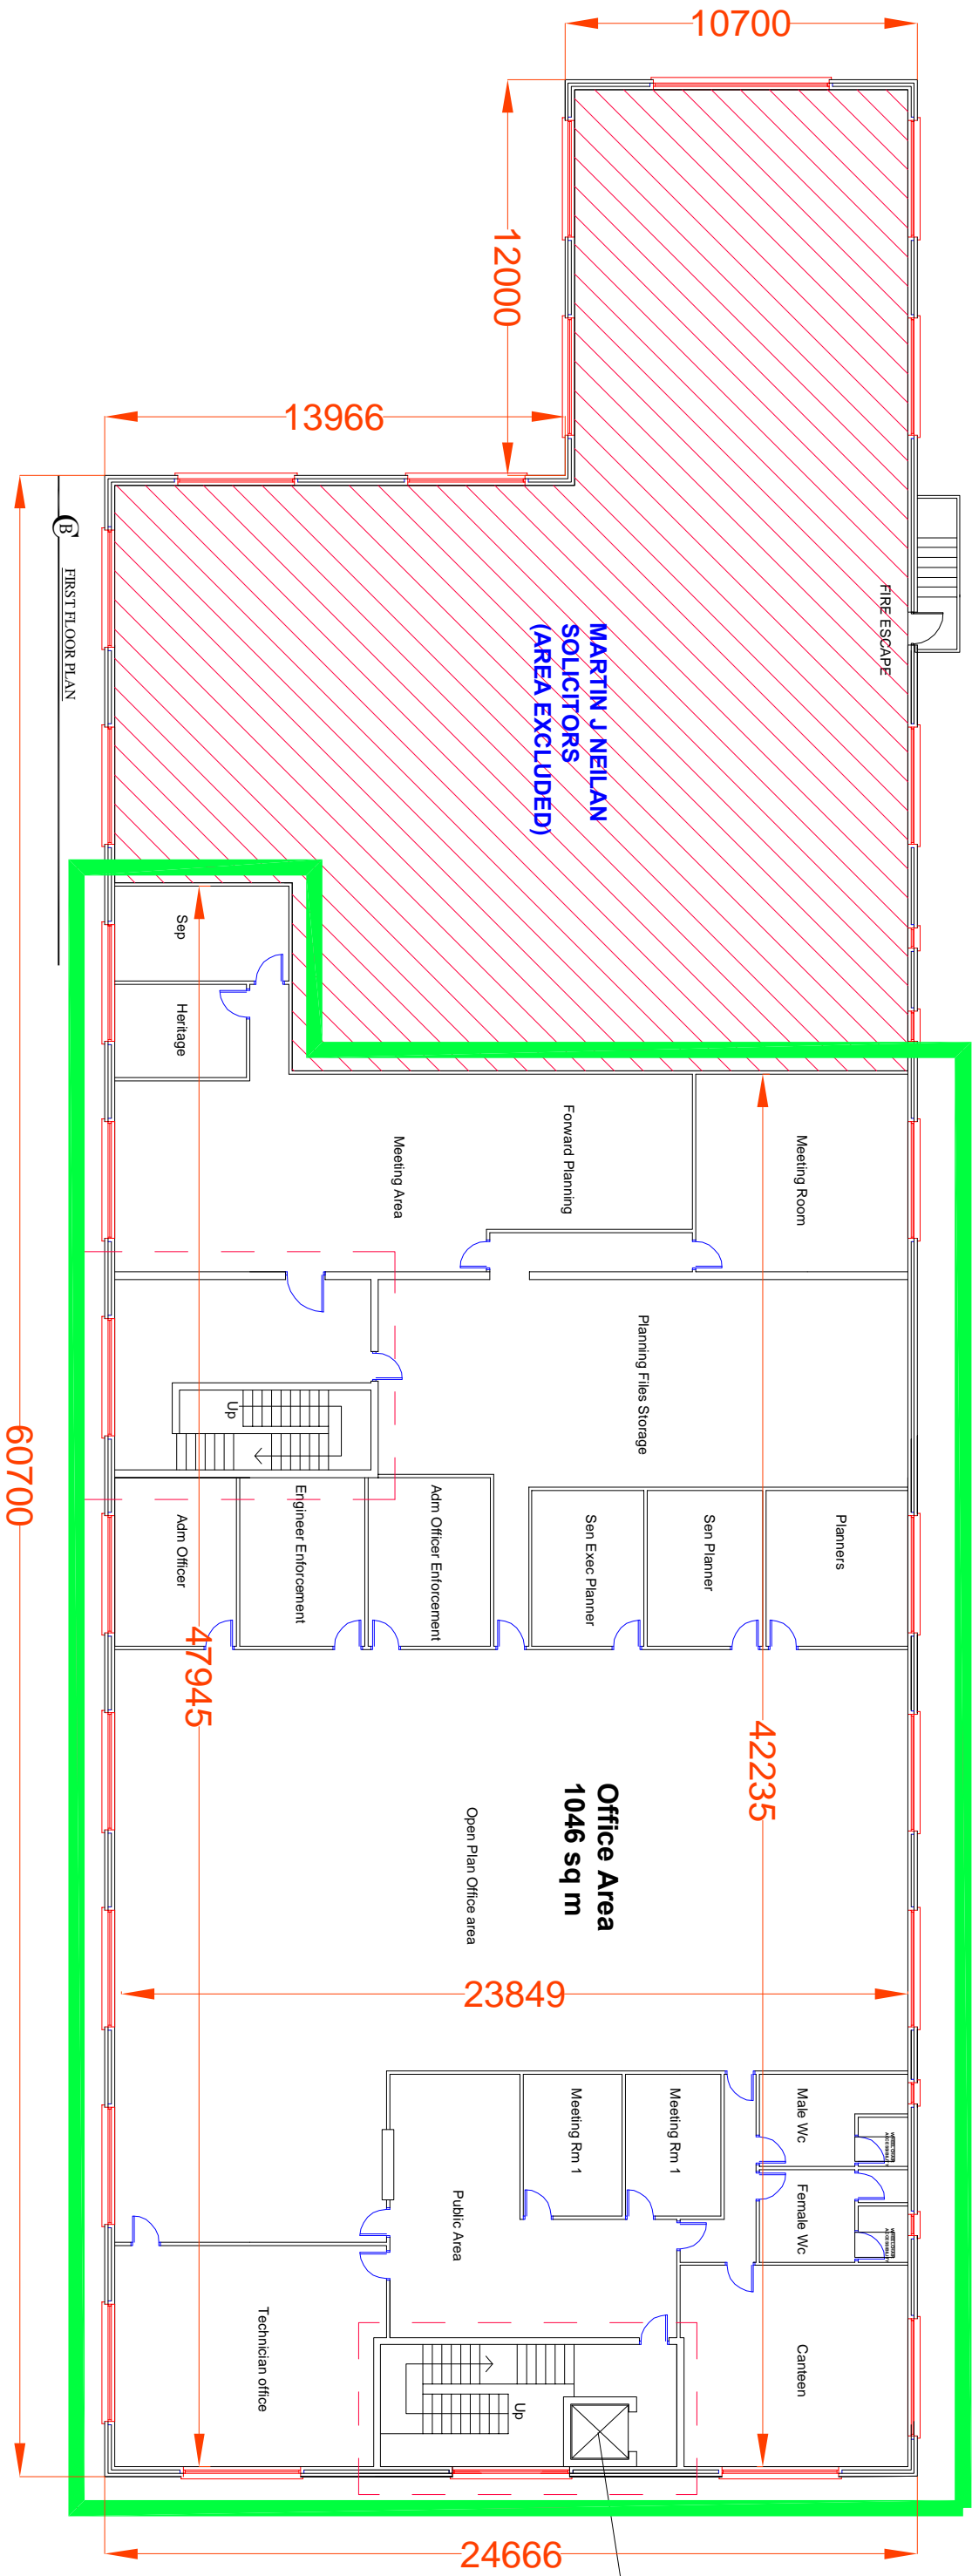 10700
12000
13966
FIRE ESCAPE
MARTIN J NEILAN
SOLICITORS
(AREA EXCLUDED)
B
FIRST FLOOR PLAN
Sep
Heritage
Meeting Area
Forward Planning
Meeting Room
Planning Files Storage
Up
Adm Officer
Engineer Enforcement
Adm Officer Enforcement
Sen Exec Planner
Sen Planner
Planners
60700
47945
42235
Office Area
1046 sq m
Open Plan Office area
23849
Male Wc
Meeting Rm 1
Meeting Rm 1
Female Wc
Public Area
Canteen
Technician office
Up
24666